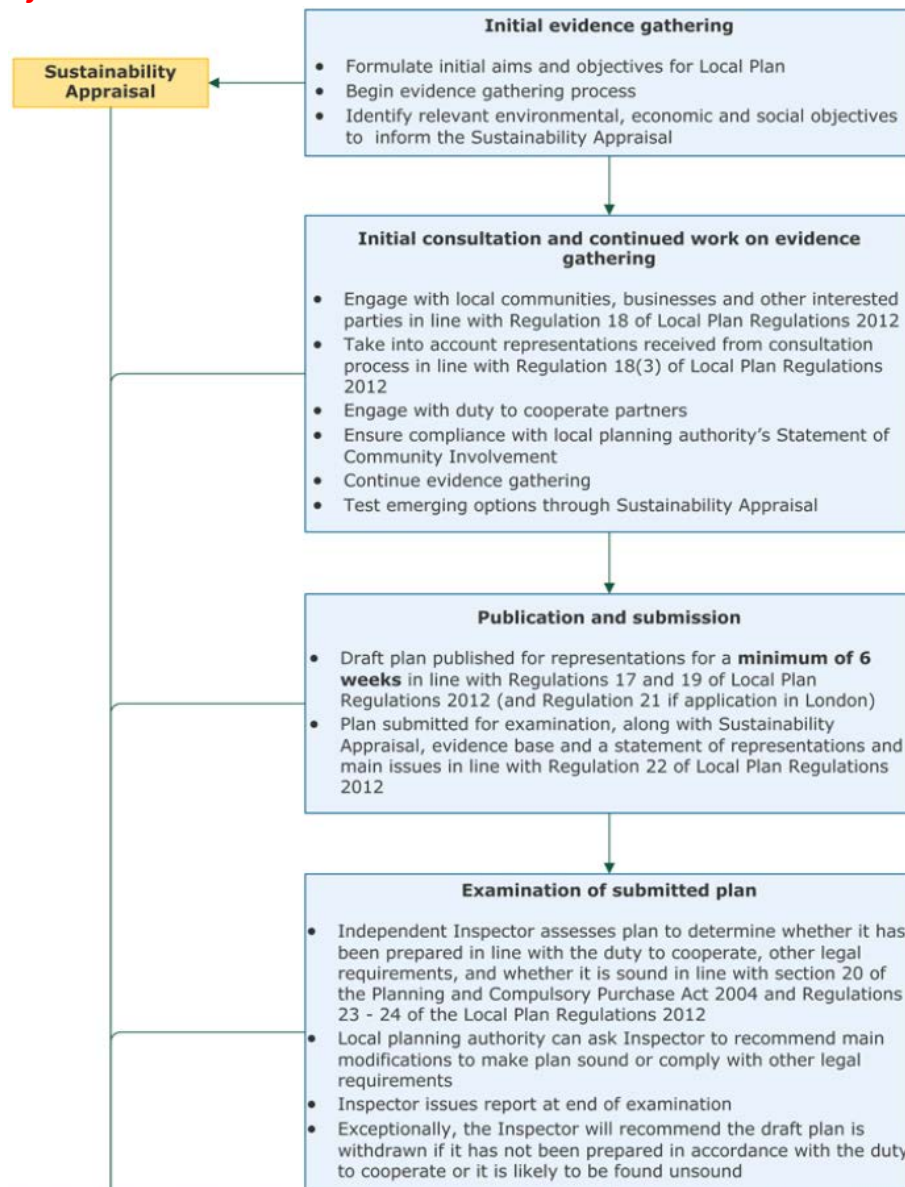 Initial evidence gathering
Sustainability
Appraisal
• Formulate initial aims and objectives for Local Plan
• Begin evidence gathering process
• Identify relevant environmental, economic and social objectives
to inform the Sustainability Appraisal
Initial consultation and continued work on evidence
gathering
• Engage with local communities, businesses and other interested
parties in line with Regulation 18 of Local Plan Regulations 2012
• Take into account representations received from consultation
process in line with Regulation 18(3) of Local Plan Regulations
2012
• Engage with duty to cooperate partners
• Ensure compliance with local planning authority's Statement of
Community Involvement
• Continue evidence gathering
• Test emerging options through Sustainability Appraisal
Publication and submission
• Draft plan published for representations for a minimum of 6
weeks in line with Regulations 17 and 19 of Local Plan
Regulations 2012 (and Regulation 21 if application in London)
• Plan submitted for examination, along with Sustainability
Appraisal, evidence base and a statement of representations and
main issues in line with Regulation 22 of Local Plan Regulations
2012
Examination of submitted plan
• Independent Inspector assesses plan to determine whether it has
been prepared in line with the duty to cooperate, other legal
requirements, and whether it is sound in line with section 20 of
the Planning and Compulsory Purchase Act 2004 and Regulations
23 - 24 of the Local Plan Regulations 2012
• Local planning authority can ask Inspector to recommend main
modifications to make plan sound or comply with other legal
requirements
• Inspector issues report at end of examination
• Exceptionally, the Inspector will recommend the draft plan is
withdrawn if it has not been prepared in accordance with the duty
to cooperate or it is likely to be found unsound